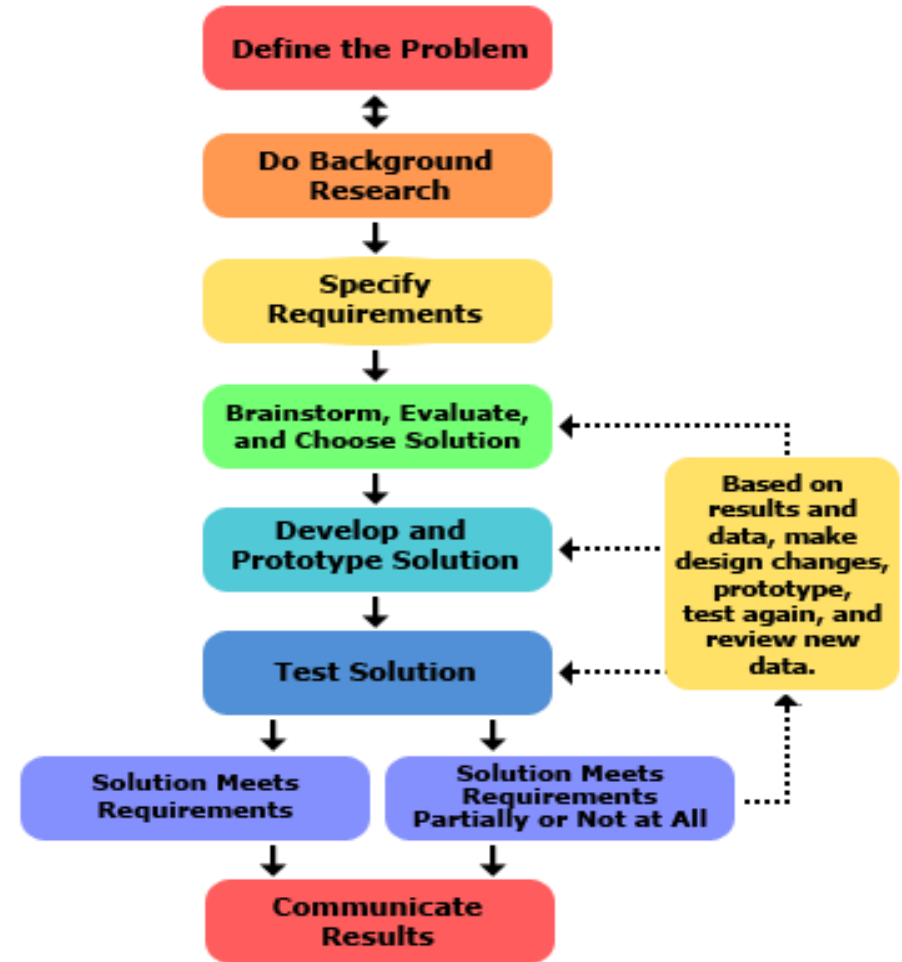 Define the Problem
Do Background
Research
Specify
Requirements
Brainstorm, Evaluate,
and Choose Solution
Develop and
Prototype Solution
Test Solution
Based on
results and
data, make
design changes,
prototype,
test again, and
review new
data.
Solution Meets
Requirements
Solution Meets
Requirements
Partially or Not at All
Communicate
Results